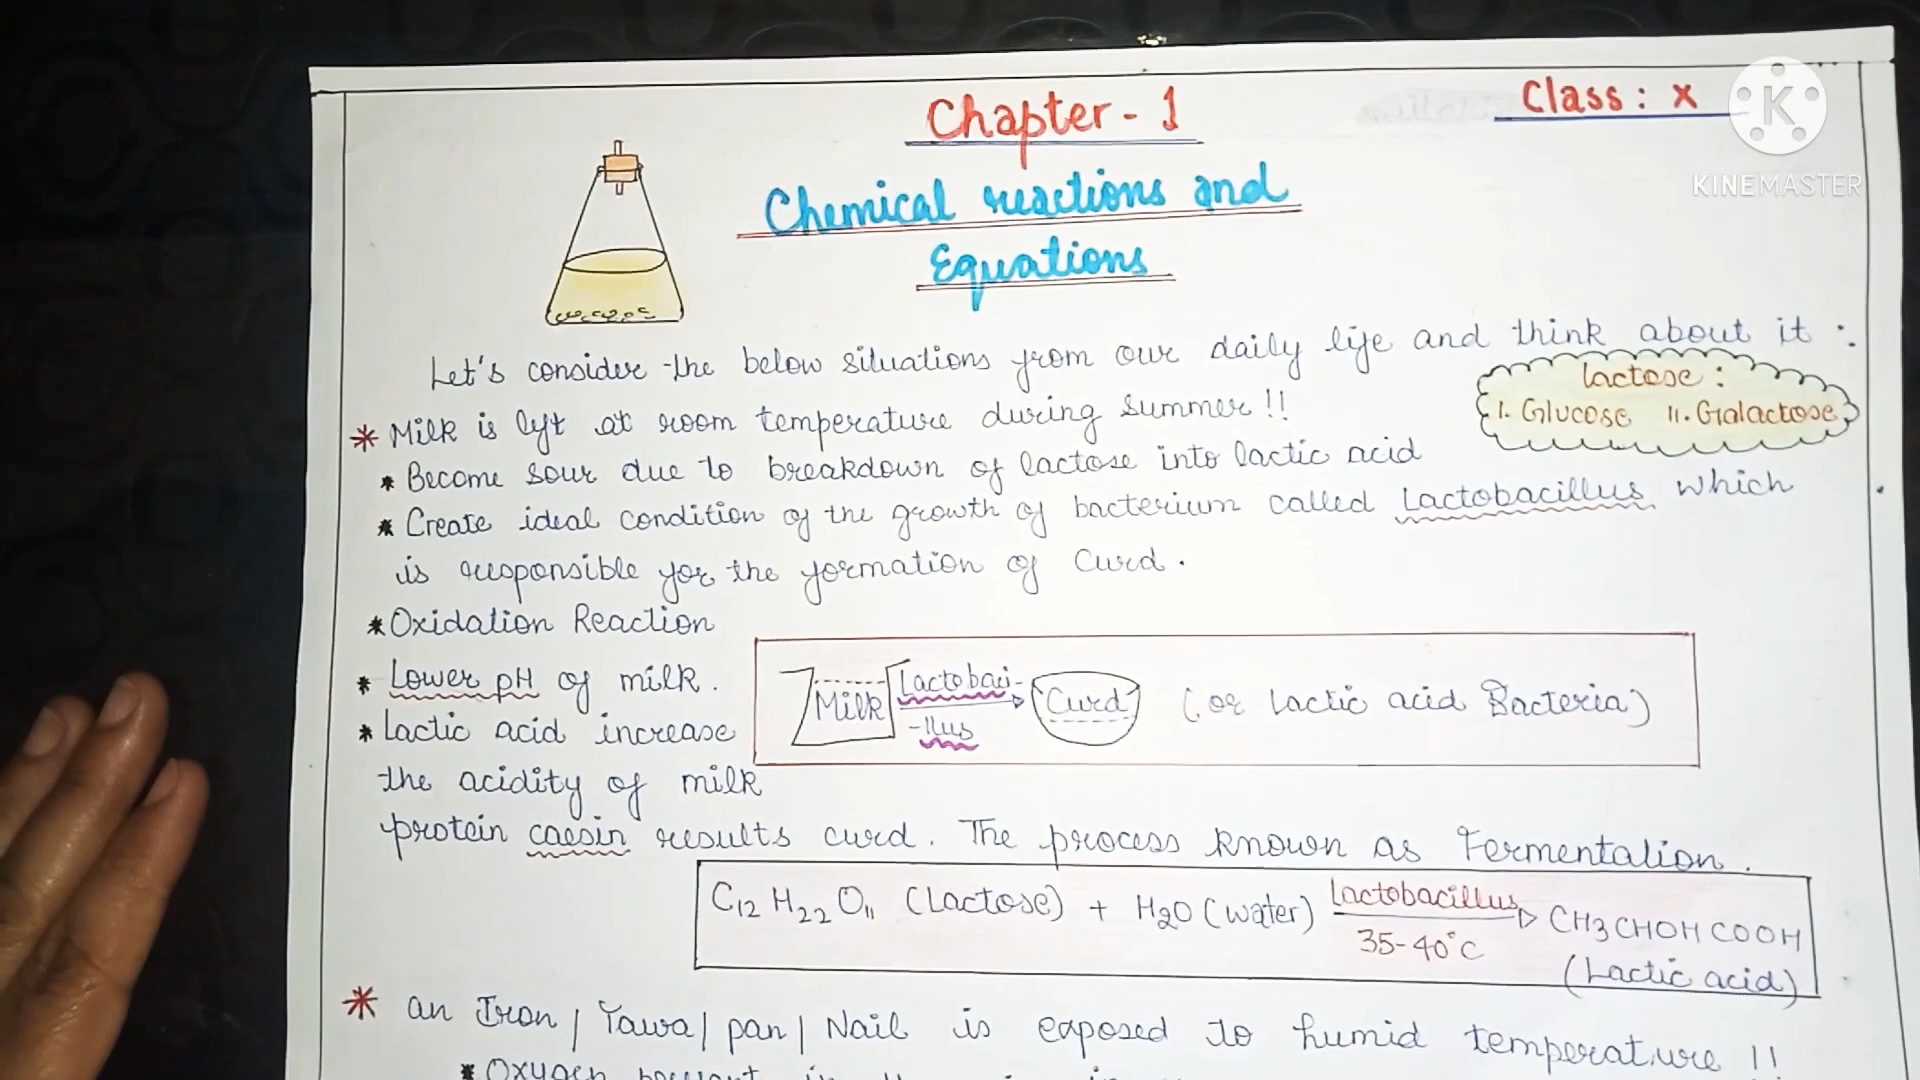 Chapter - 1
Class : X
KINEMASTER
Chemical reactions and
Equations
Let's consider the below situations from our daily life and think about it :
lactose :
I. Glucose II. Galactose
* Milk is left at room temperature during summer !!
* Become sour due to breakdown of lactose into lactic acid
* Create ideal condition of the growth of bacterium called Lactobacillus which
is responsible for the formation of curd.
* Oxidation Reaction
* Lower pH of milk.
Milk Lactobaci-
-llus Curd (or Lactic acid Bacteria)
* Lactic acid increase
the acidity of milk
protein caesin results curd. The process known as Fermentation.
C12 H22 O11 (Lactose) + H2O (water) Lactobacillus CH3CHOHCOOH
35-40°C
(Lactic acid)
* an Iron / Tawa / pan / Nail is exposed to humid temperature !!
* Oxygen